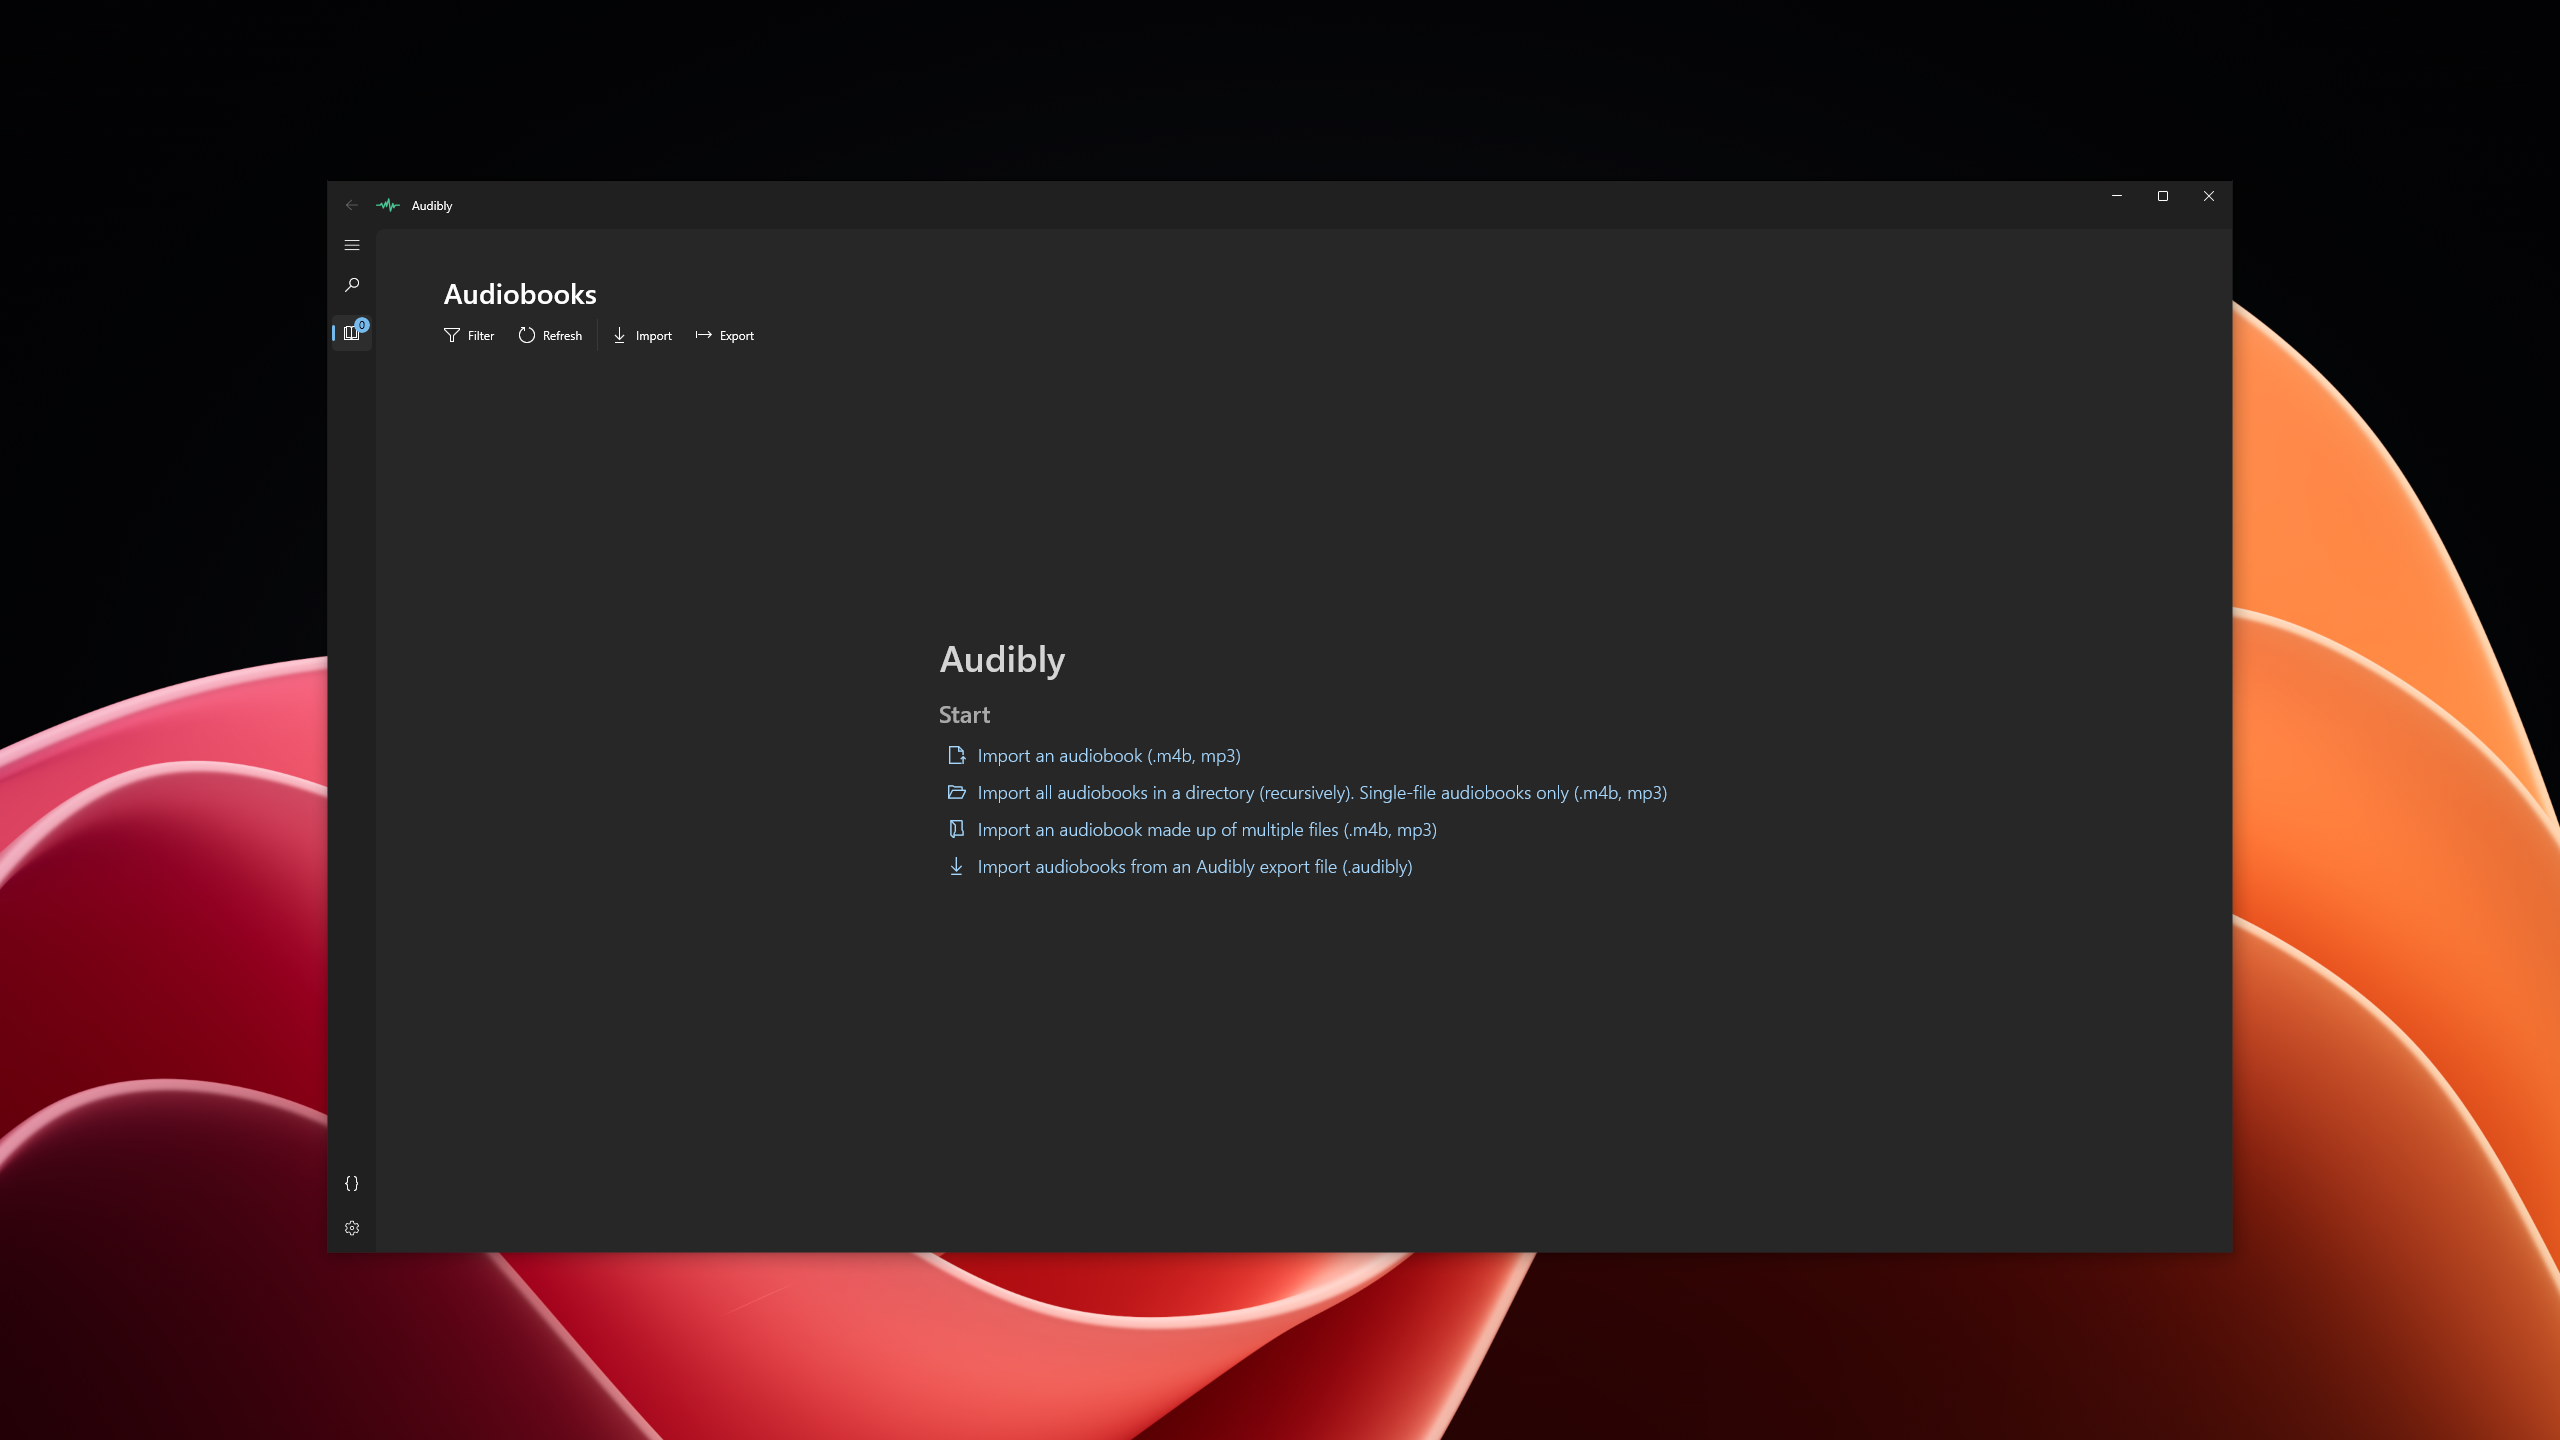 Audibly
Audiobooks
0
Filter Refresh Import Export
Audibly
Start
Import an audiobook (.m4b, mp3)
Import all audiobooks in a directory (recursively). Single-file audiobooks only (.m4b, mp3)
Import an audiobook made up of multiple files (.m4b, mp3)
Import audiobooks from an Audibly export file (.audibly)